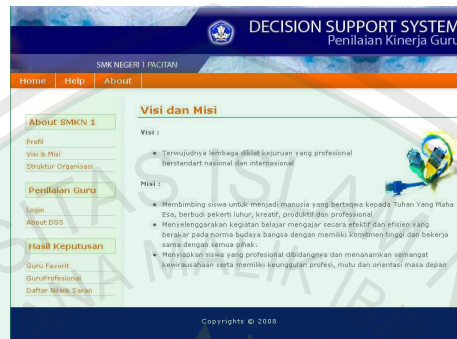 DECISION SUPPORT SYSTEM
Penilaian Kinerja Guru
SMK NEGERI 1 PACITAN
Home Help About
About SMKN 1
Profil
Visi & Misi
Struktur Organisasi
Penilaian Guru
Login
About DSS
Hasil Keputusan
Guru Favorit
GuruProfesional
Daftar Nilai& Saran
Visi dan Misi
Visi :
Terwujudnya lembaga diklat kejuruan yang profesional
berstandart nasional dan internasional
Misi :
Membimbing siswa untuk menjadi manusia yang bertaqwa kepada Tuhan Yang Maha
Esa, berbudi pekerti luhur, kreatif, produktif dan professional
Menyelenggarakan kegiatan belajar mengajar secara efektif dan efisien yang
berakar pada norma budaya bangsa dengan memiliki komitmen tinggi dan bekerja
sama dengan semua pihak.
Menyiapkan siswa yang profesional dibidangnya dan menanamkan semangat
kewirausahaan serta memiliki keunggulan profesi, mutu dan orientasi masa depan
Copyrights © 2008